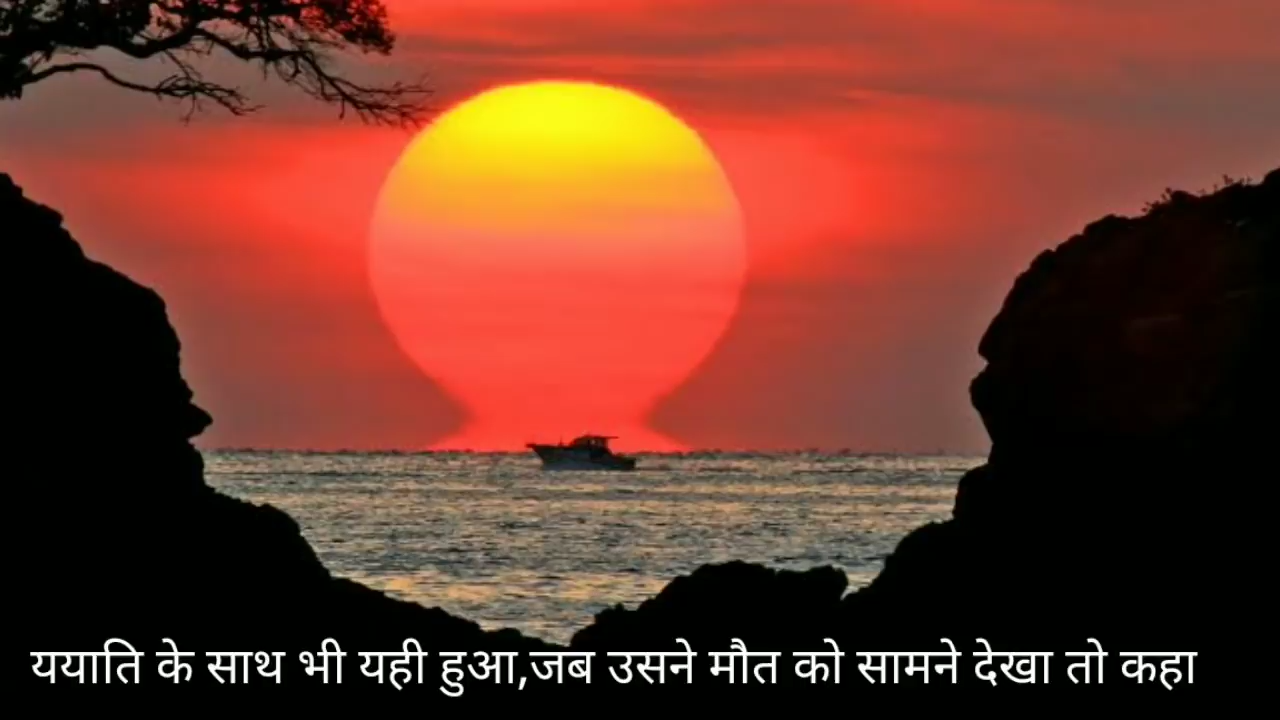 ययाति के साथ भी यही हुआ,जब उसने मौत को सामने देखा तो कहा